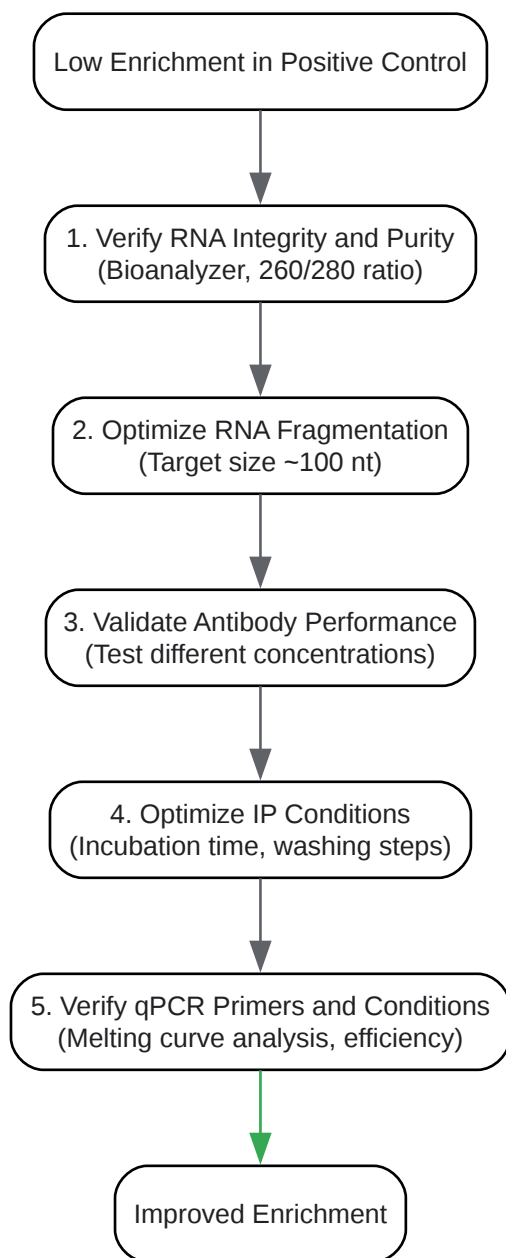 Low Enrichment in Positive Control
1. Verify RNA Integrity and Purity
(Bioanalyzer, 260/280 ratio)
2. Optimize RNA Fragmentation
(Target size ~100 nt)
3. Validate Antibody Performance
(Test different concentrations)
4. Optimize IP Conditions
(Incubation time, washing steps)
5. Verify qPCR Primers and Conditions
(Melting curve analysis, efficiency)
Improved Enrichment